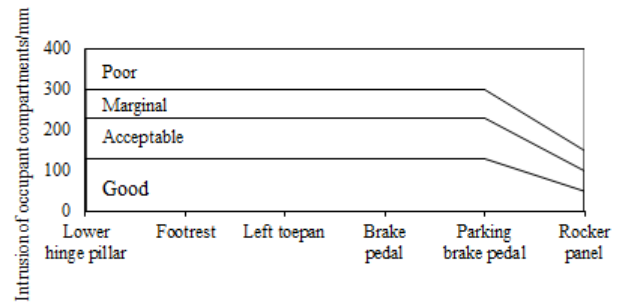 Intrusion of occupant compartments/mm
400
300
200
100
0
Poor
Marginal
Acceptable
Good
Lower
hinge pillar
Footrest
Left toepan
Brake
pedal
Parking
brake pedal
Rocker
panel